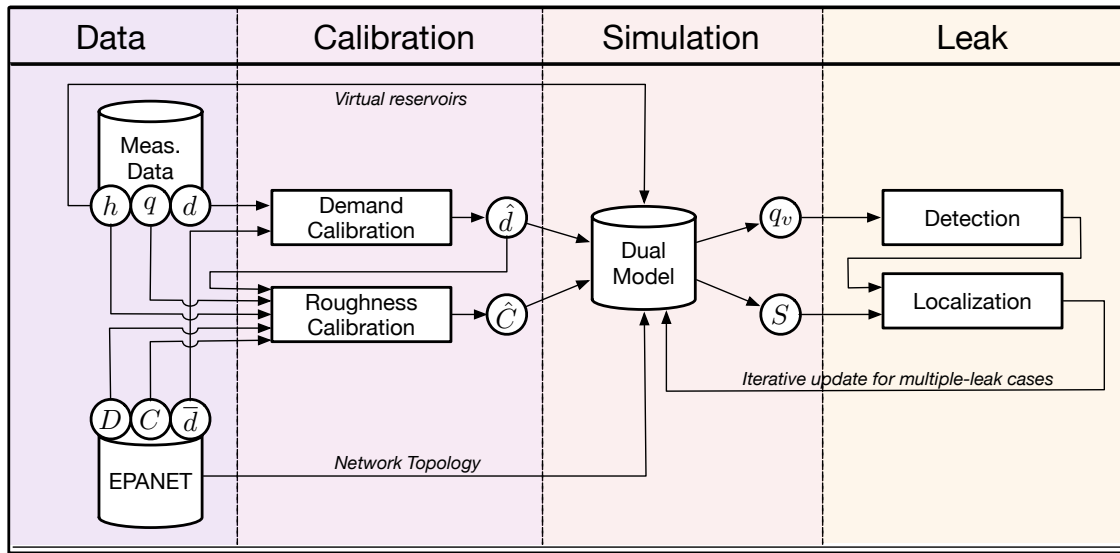 Data
Calibration
Simulation
Leak
Virtual reservoirs
Meas.
Data
h
q
d
Demand
Calibration
d̂
Dual
Model
q_v
Detection
Roughness
Calibration
Ĉ
S
Localization
Iterative update for multiple-leak cases
D
C
d̅
EPANET
Network Topology